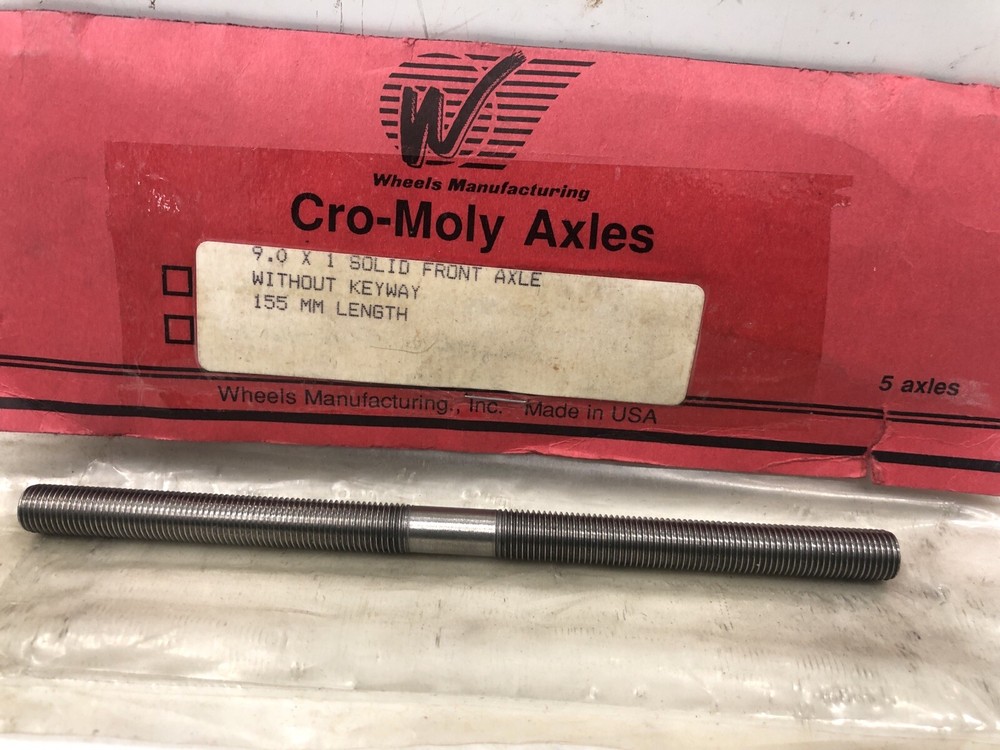 W
Wheels Manufacturing
Cro-Moly Axles
9.0 X 1 SOLID FRONT AXLE
WITHOUT KEYWAY
155 MM LENGTH
5 axles
Wheels Manufacturing., Inc. Made in USA